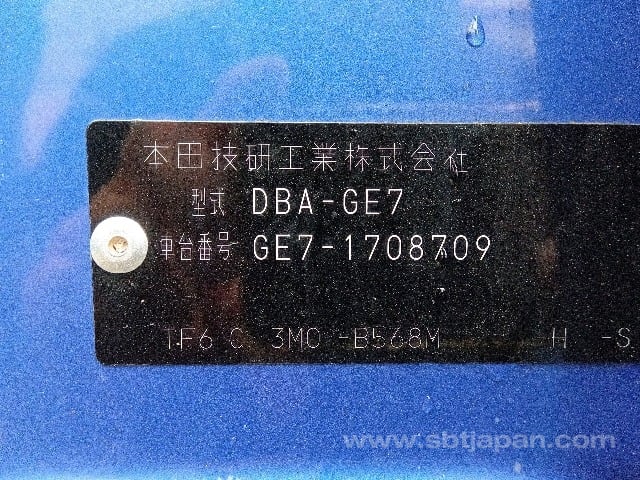 本田技研工業株式会社
型式 DBA-GE7
車台番号 GE7-1708709
TF6 C 3M0 -B568M H -S
www.sbtjapan.com